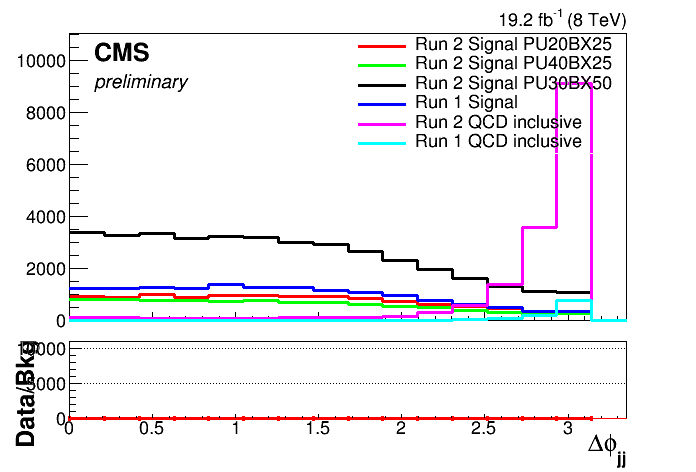 19.2 fb⁻¹ (8 TeV)
CMS
preliminary
Run 2 Signal PU20BX25
Run 2 Signal PU40BX25
Run 2 Signal PU30BX50
Run 1 Signal
Run 2 QCD inclusive
Run 1 QCD inclusive
10000
8000
6000
4000
2000
0
Data/Bkg
10000
5000
0
0 0.5 1 1.5 2 2.5 3
Δϕjj